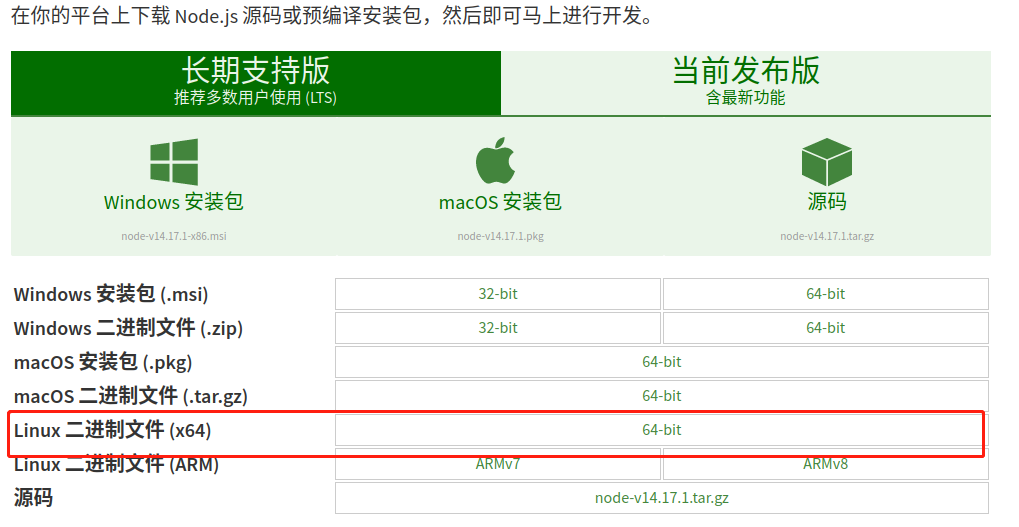 在你的平台上下载 Node.js 源码或预编译安装包，然后即可马上进行开发。
长期支持版
推荐多数用户使用 (LTS)
当前发布版
含最新功能
Windows 安装包
macOS 安装包
源码
node-v14.17.1-x86.msi
node-v14.17.1.pkg
node-v14.17.1.tar.gz
Windows 安装包 (.msi) 32-bit 64-bit
Windows 二进制文件 (.zip) 32-bit 64-bit
macOS 安装包 (.pkg) 64-bit
macOS 二进制文件 (.tar.gz) 64-bit
Linux 二进制文件 (x64) 64-bit
Linux 二进制文件 (ARM) ARMv7 ARMv8
源码 node-v14.17.1.tar.gz